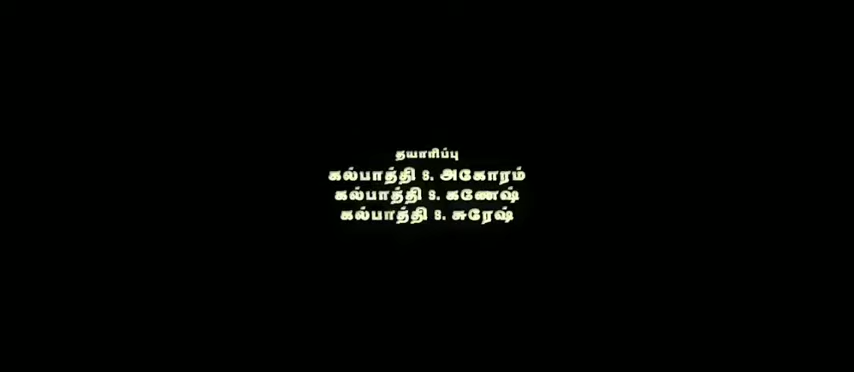 தயாரிப்பு
கல்பாத்தி S. அகோரம்
கல்பாத்தி S. கணேஷ்
கல்பாத்தி S. சுரேஷ்